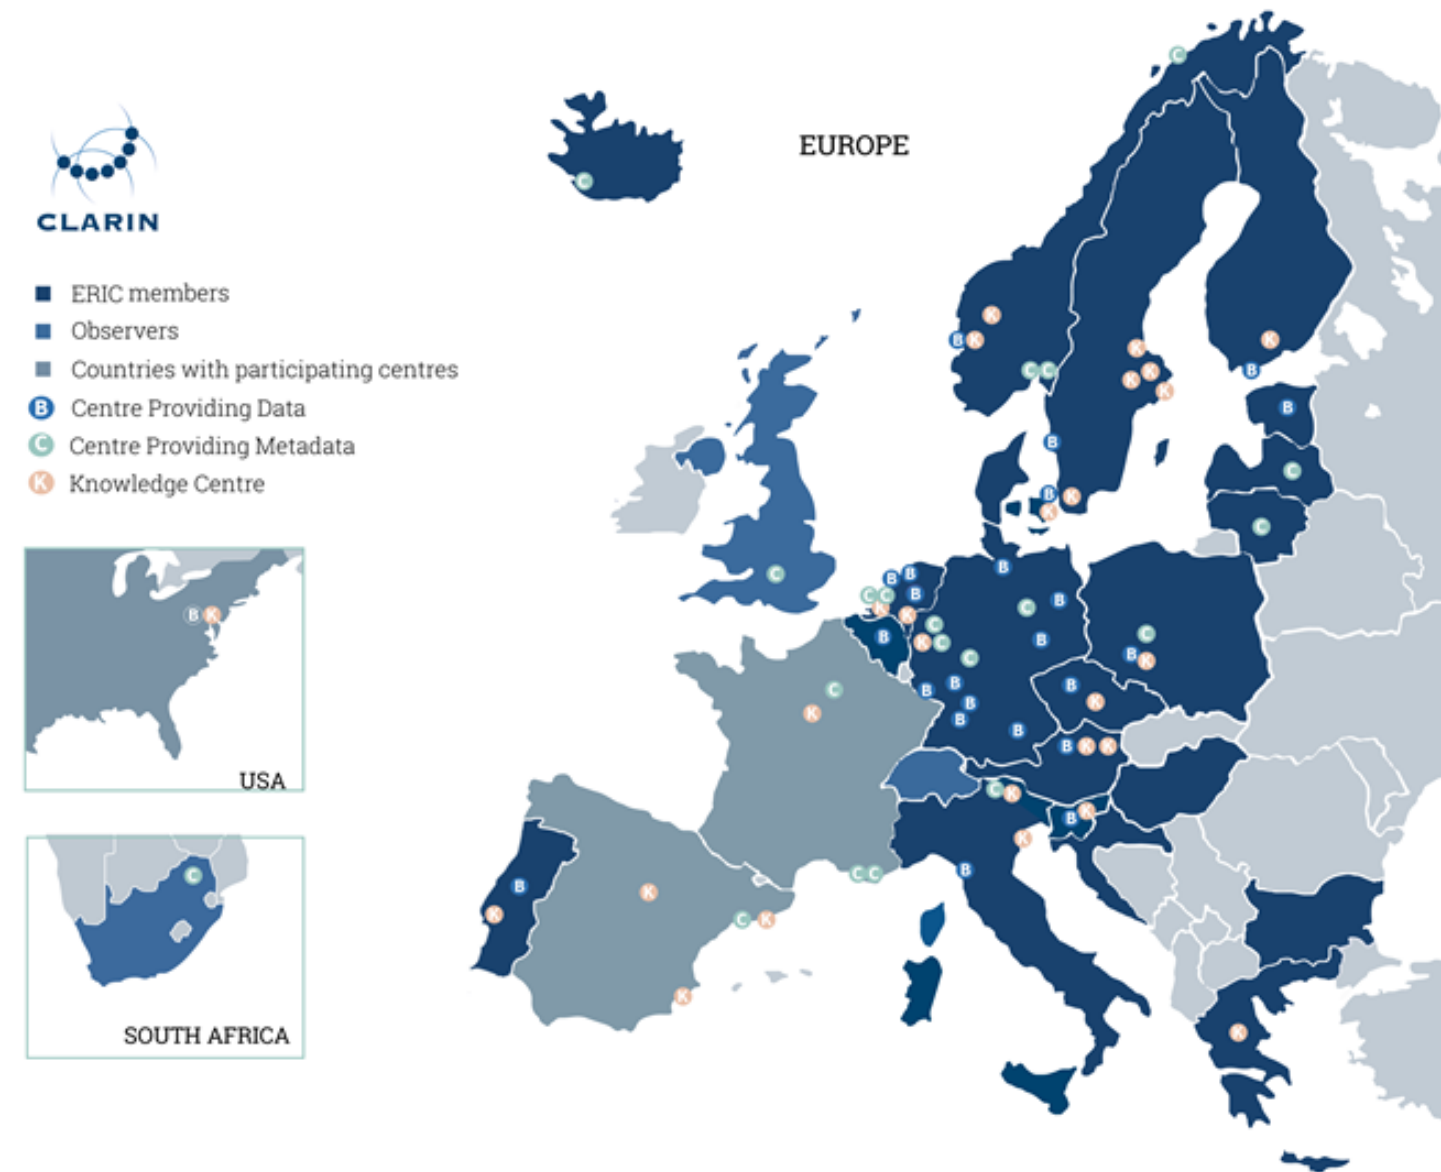 EUROPE
CLARIN
ERIC members
Observers
Countries with participating centres
B Centre Providing Data
C Centre Providing Metadata
K Knowledge Centre
C
C
K
B K
C C
K
K K
K
K
B
B
C
C
B
B
K
K
C
B K
USA
C
SOUTH AFRICA
B B
B
C C
K
K
B
B
B
C
B
C
K C
C
B
B
B
B
B
C
B K
B
K
B K K
C
K
C K
B K
K
B
C C
K
C K
K
B
K
K